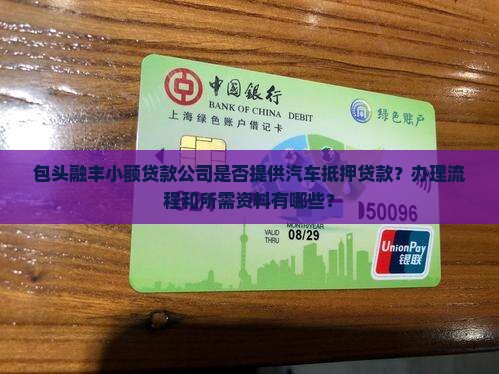 中国银行
BANK OF CHINA DEBIT
上海绿色账户借记卡
绿色账户
包头融丰小额贷款公司是否提供汽车抵押贷款？办理流
程和所需资料有哪些？
50096
MONTH/YEAR
VALID
THRU 08/29
UnionPay
银联